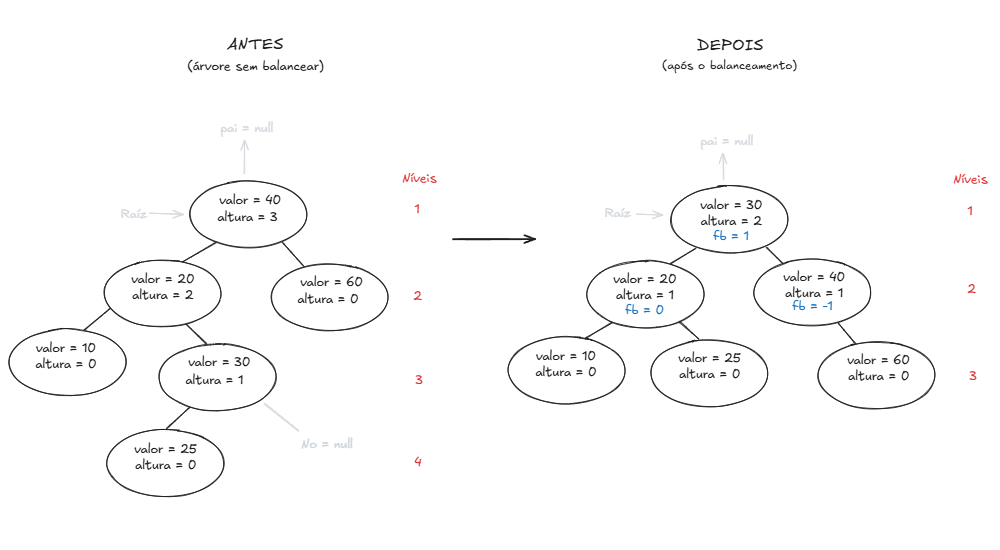 ANTES
(árvore sem balancear)
pai = null
Raíz
valor = 40
altura = 3
Níveis
1
valor = 20
altura = 2
valor = 60
altura = 0
2
valor = 10
altura = 0
valor = 30
altura = 1
3
No = null
valor = 25
altura = 0
4
DEPOIS
(após o balanceamento)
pai = null
Raíz
valor = 30
altura = 2
fb = 1
Níveis
1
valor = 20
altura = 1
fb = 0
valor = 40
altura = 1
fb = -1
2
valor = 10
altura = 0
valor = 25
altura = 0
valor = 60
altura = 0
3